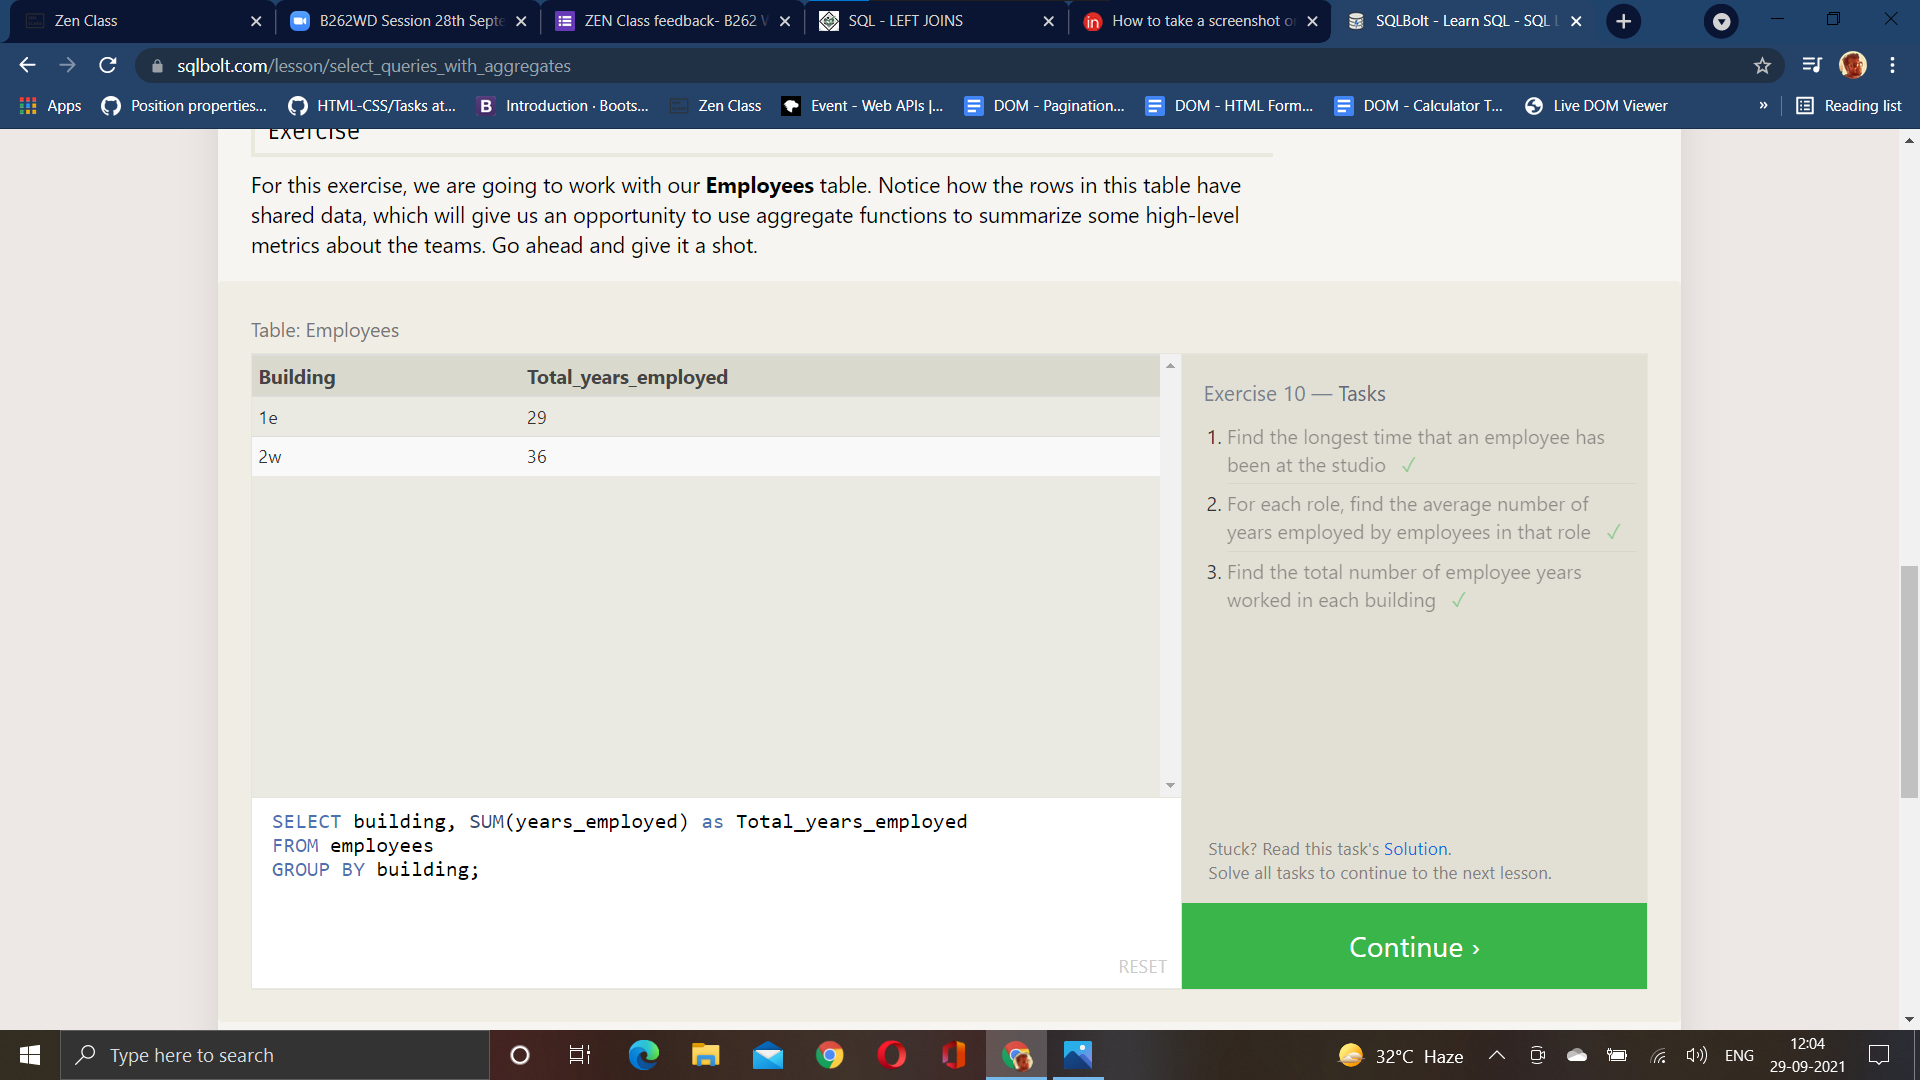 Zen Class
B262WD Session 28th Septe
ZEN Class feedback- B262 W
SQL - LEFT JOINS
How to take a screenshot o
SQLBolt - Learn SQL - SQL L
sqlbolt.com/lesson/select_queries_with_aggregates
Apps
Position properties...
HTML-CSS/Tasks at...
B
Introduction · Boots...
Zen Class
Event - Web APIs |...
DOM - Pagination...
DOM - HTML Form...
DOM - Calculator T...
Live DOM Viewer
»
Reading list
Exercise
For this exercise, we are going to work with our Employees table. Notice how the rows in this table have
shared data, which will give us an opportunity to use aggregate functions to summarize some high-level
metrics about the teams. Go ahead and give it a shot.
Table: Employees
Building Total_years_employed
1e 29
2w 36
Exercise 10 — Tasks
1. Find the longest time that an employee has
been at the studio ✓
2. For each role, find the average number of
years employed by employees in that role ✓
3. Find the total number of employee years
worked in each building ✓
SELECT building, SUM(years_employed) as Total_years_employed
FROM employees
GROUP BY building;
RESET
Stuck? Read this task's Solution.
Solve all tasks to continue to the next lesson.
Continue ›
Type here to search
32°C Haze
ENG
12:04
29-09-2021